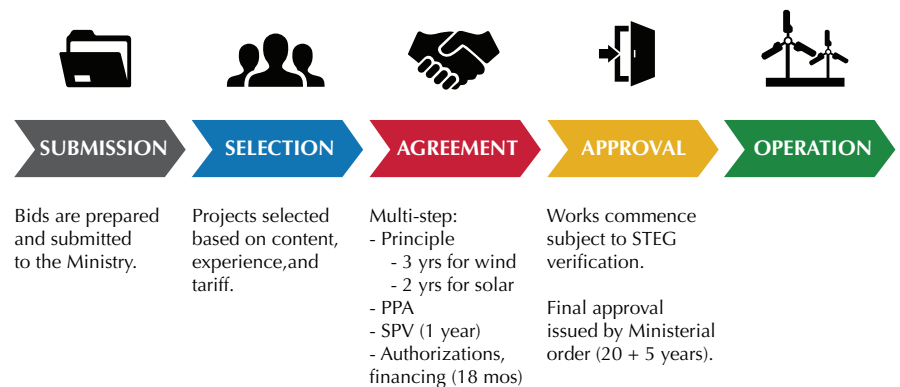 SUBMISSION
SELECTION
AGREEMENT
APPROVAL
OPERATION
Bids are prepared
and submitted
to the Ministry.
Projects selected
based on content,
experience,and
tariff.
Multi-step:
- Principle
- 3 yrs for wind
- 2 yrs for solar
- PPA
- SPV (1 year)
- Authorizations,
financing (18 mos)
Works commence
subject to STEG
verification.
Final approval
issued by Ministerial
order (20 + 5 years).